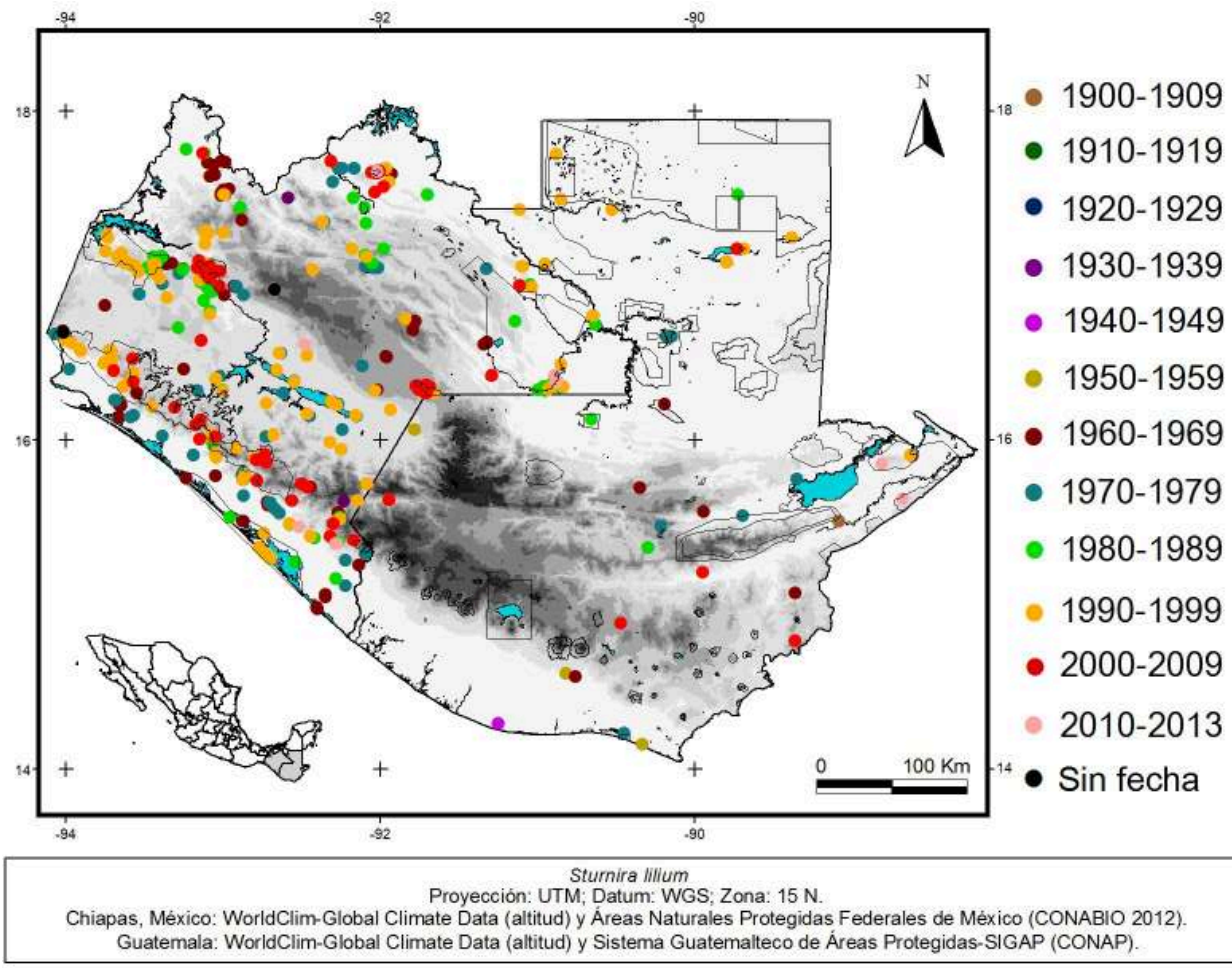 -94 -92 -90
N
18 18
1900-1909
1910-1919
1920-1929
1930-1939
1940-1949
1950-1959
16 16
1960-1969
1970-1979
1980-1989
1990-1999
2000-2009
2010-2013
Sin fecha
0 100 Km
14 14
-94 -92 -90
Sturnira lilium
Proyección: UTM; Datum: WGS; Zona: 15 N.
Chiapas, México: WorldClim-Global Climate Data (altitud) y Áreas Naturales Protegidas Federales de México (CONABIO 2012).
Guatemala: WorldClim-Global Climate Data (altitud) y Sistema Guatemalteco de Áreas Protegidas-SIGAP (CONAP).